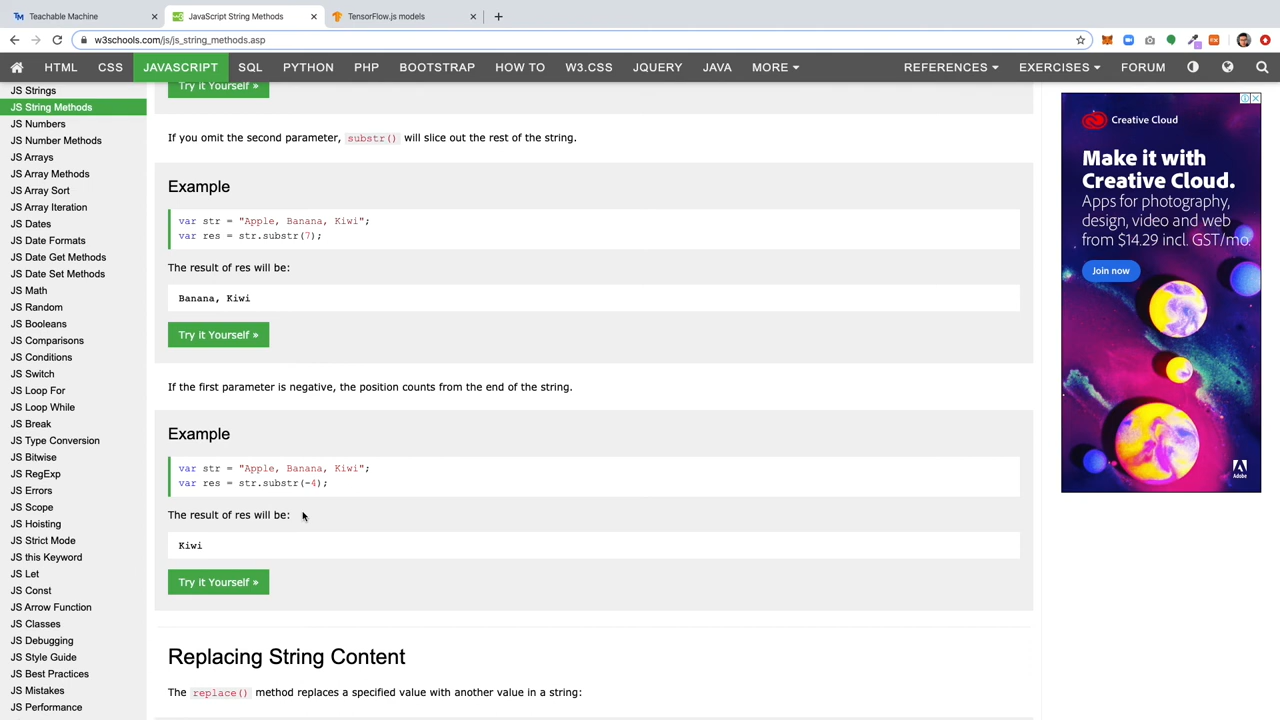 Teachable Machine
JavaScript String Methods
TensorFlow.js models
w3schools.com/js/js_string_methods.asp
HTML CSS JAVASCRIPT SQL PYTHON PHP BOOTSTRAP HOW TO W3.CSS JQUERY JAVA MORE REFERENCES EXERCISES FORUM
JS Strings
JS String Methods
JS Numbers
JS Number Methods
JS Arrays
JS Array Methods
JS Array Sort
JS Array Iteration
JS Dates
JS Date Formats
JS Date Get Methods
JS Date Set Methods
JS Math
JS Random
JS Booleans
JS Comparisons
JS Conditions
JS Switch
JS Loop For
JS Loop While
JS Break
JS Type Conversion
JS Bitwise
JS RegExp
JS Errors
JS Scope
JS Hoisting
JS Strict Mode
JS this Keyword
JS Let
JS Const
JS Arrow Function
JS Classes
JS Debugging
JS Style Guide
JS Best Practices
JS Mistakes
JS Performance
Try it Yourself »
If you omit the second parameter, substr() will slice out the rest of the string.
Example
var str = "Apple, Banana, Kiwi";
var res = str.substr(7);
The result of res will be:
Banana, Kiwi
Try it Yourself »
If the first parameter is negative, the position counts from the end of the string.
Example
var str = "Apple, Banana, Kiwi";
var res = str.substr(-4);
The result of res will be:
Kiwi
Try it Yourself »
Replacing String Content
The replace() method replaces a specified value with another value in a string:
Creative Cloud
Make it with
Creative Cloud.
Apps for photography,
design, video and web
from $14.29 incl. GST/mo.
Join now
Adobe